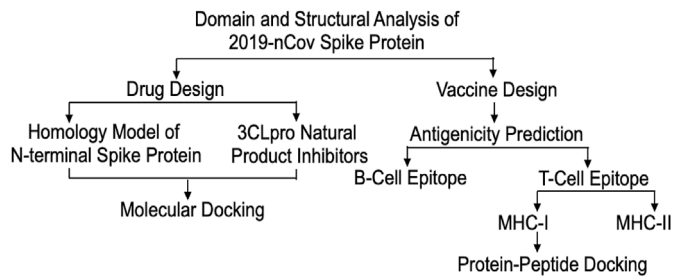 Domain and Structural Analysis of
2019-nCov Spike Protein
Drug Design
Vaccine Design
Homology Model of
N-terminal Spike Protein
3CLpro Natural
Product Inhibitors
Antigenicity Prediction
B-Cell Epitope
T-Cell Epitope
Molecular Docking
MHC-I
MHC-II
Protein-Peptide Docking